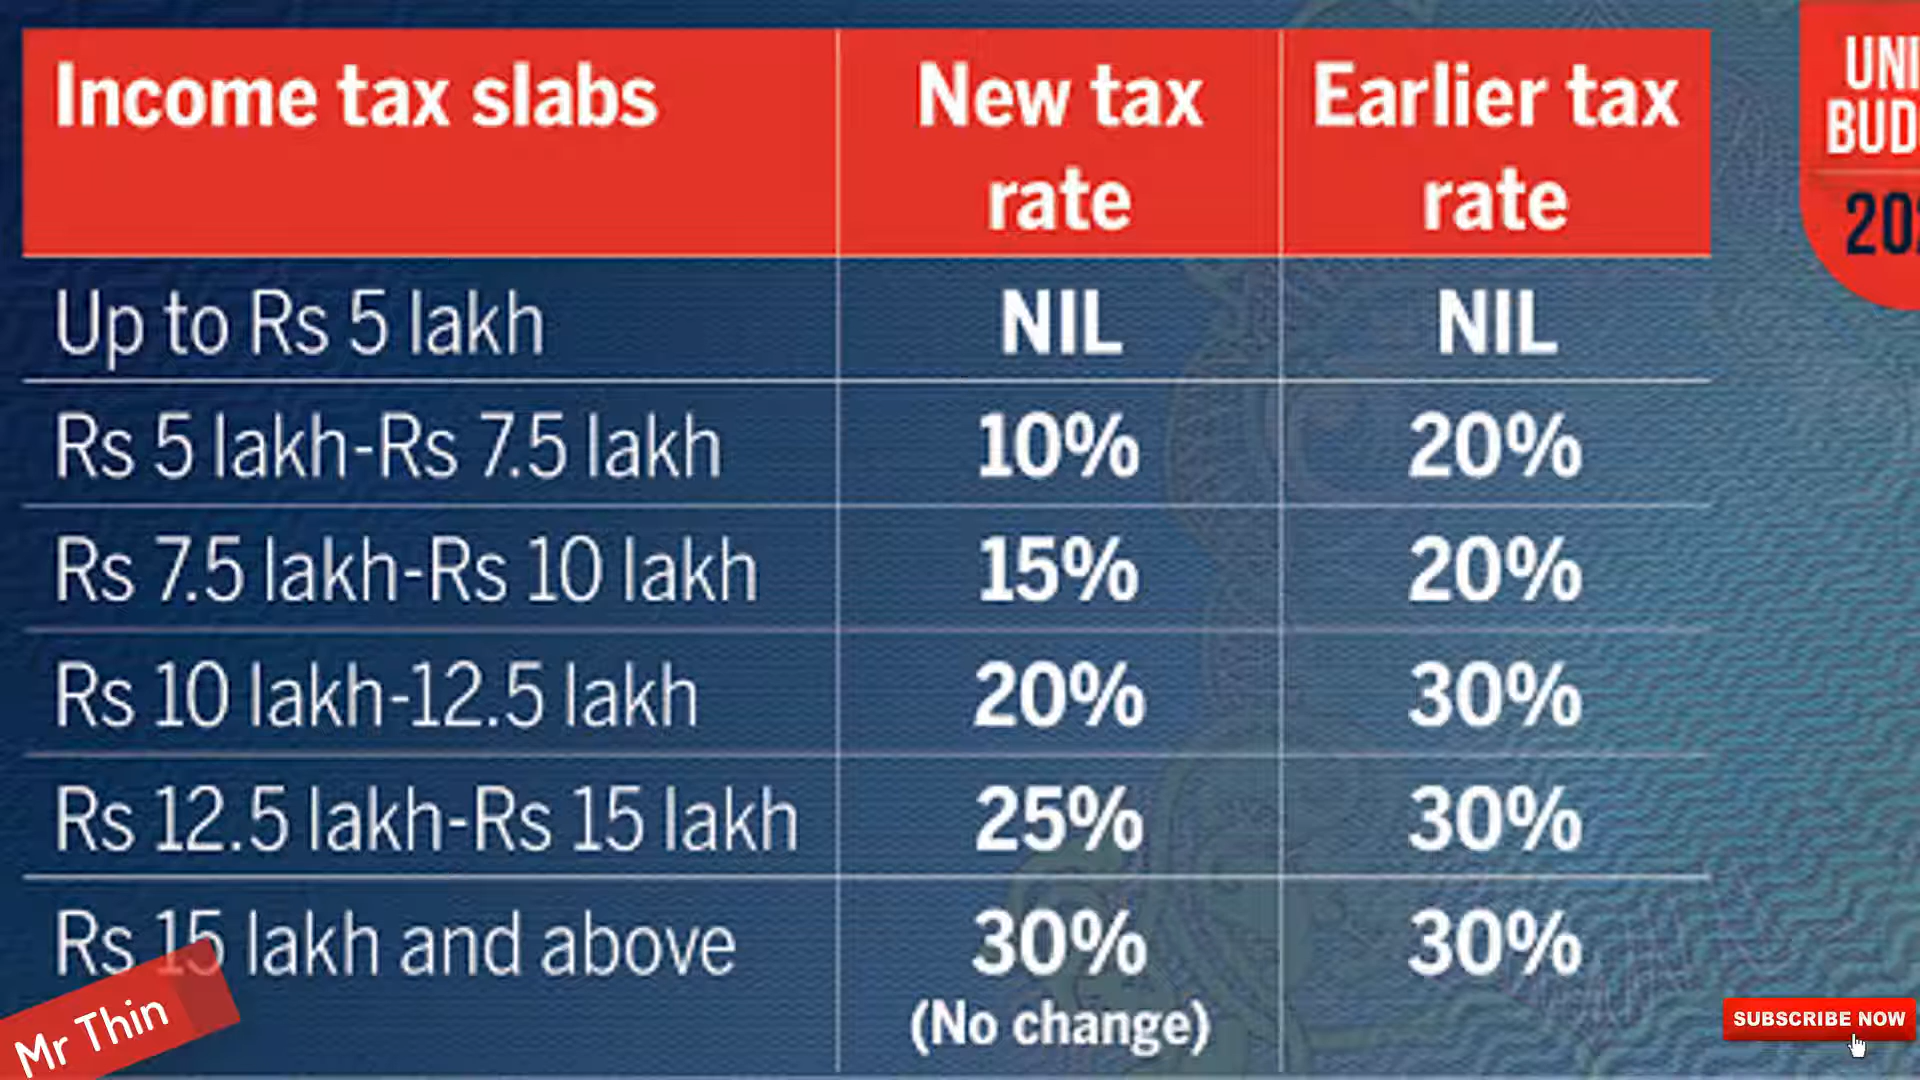 Income tax slabs
New tax rate
Earlier tax rate
Up to Rs 5 lakh NIL NIL
Rs 5 lakh-Rs 7.5 lakh 10% 20%
Rs 7.5 lakh-Rs 10 lakh 15% 20%
Rs 10 lakh-12.5 lakh 20% 30%
Rs 12.5 lakh-Rs 15 lakh 25% 30%
Rs 15 lakh and above 30% 30%
(No change)
Mr Thin
SUBSCRIBE NOW